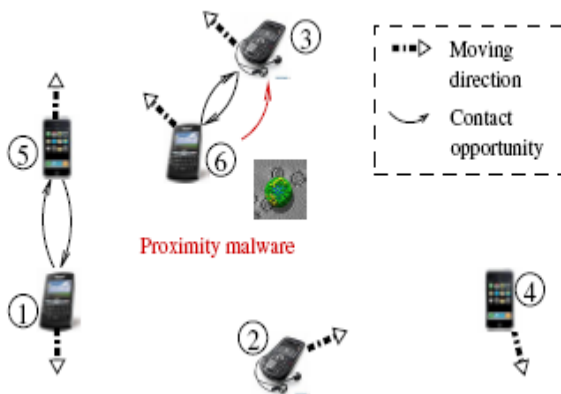 3
Moving
direction
Contact
opportunity
5
6
Proximity malware
1
4
2